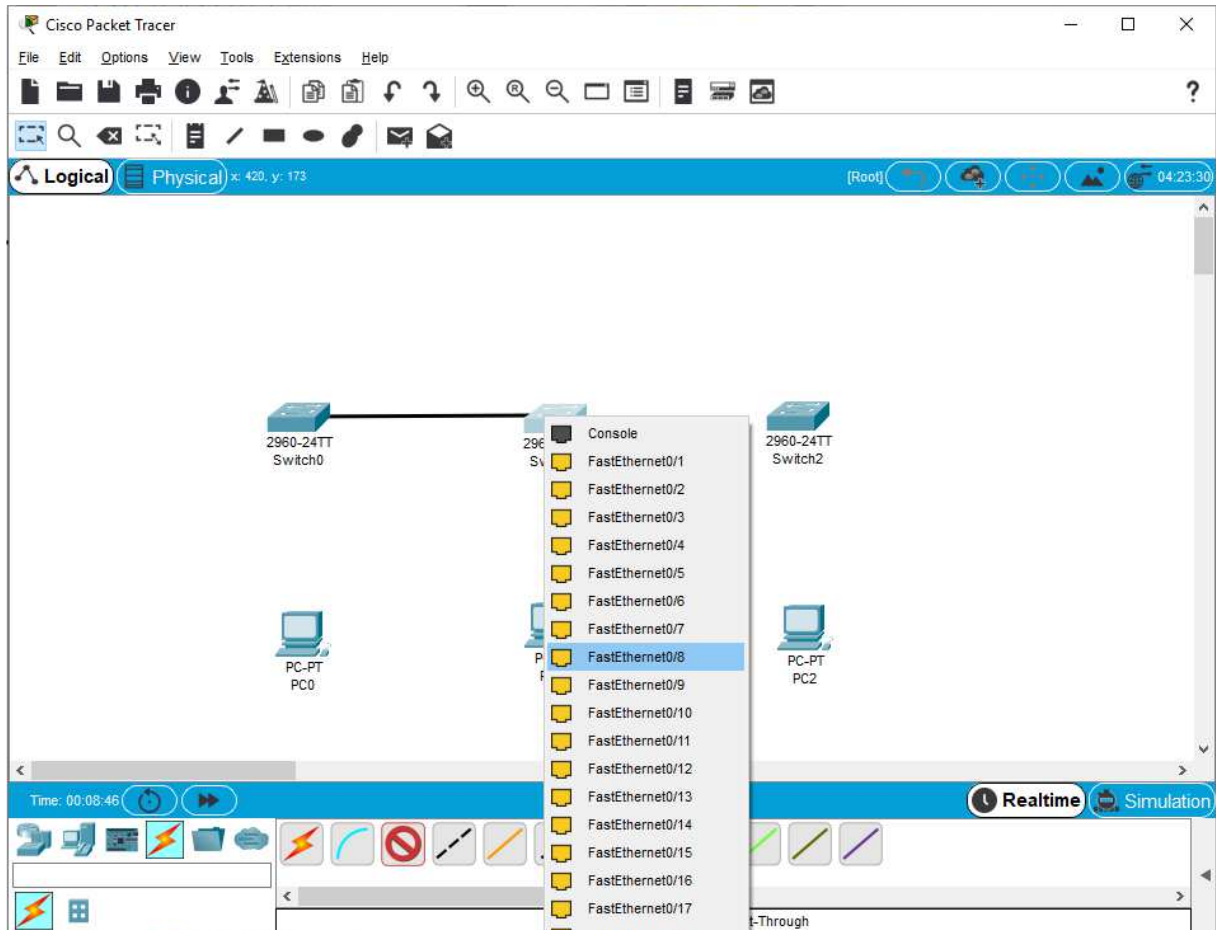 Cisco Packet Tracer
File Edit Options View Tools Extensions Help
?
Logical Physical x: 420, y: 173 [Root] 04:23:30
2960-24TT
Switch0
296
2960-24TT
Switch2
Console
FastEthernet0/1
FastEthernet0/2
FastEthernet0/3
FastEthernet0/4
FastEthernet0/5
FastEthernet0/6
FastEthernet0/7
FastEthernet0/8
FastEthernet0/9
FastEthernet0/10
FastEthernet0/11
FastEthernet0/12
FastEthernet0/13
FastEthernet0/14
FastEthernet0/15
FastEthernet0/16
FastEthernet0/17
PC-PT
PC0
PC-PT
PC2
Time: 00:08:46 Realtime Simulation
t-Through